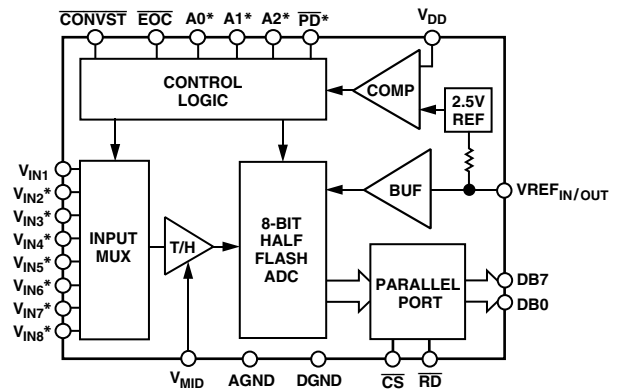 CONVST EOC A0* A1* A2* PD* VDD
CONTROL
LOGIC
COMP
2.5V
REF
VIN1
VIN2*
VIN3*
VIN4*
VIN5*
VIN6*
VIN7*
VIN8*
INPUT
MUX
T/H
8-BIT
HALF
FLASH
ADC
BUF
VREFIN/OUT
PARALLEL
PORT
DB7
DB0
VMID AGND DGND CS RD